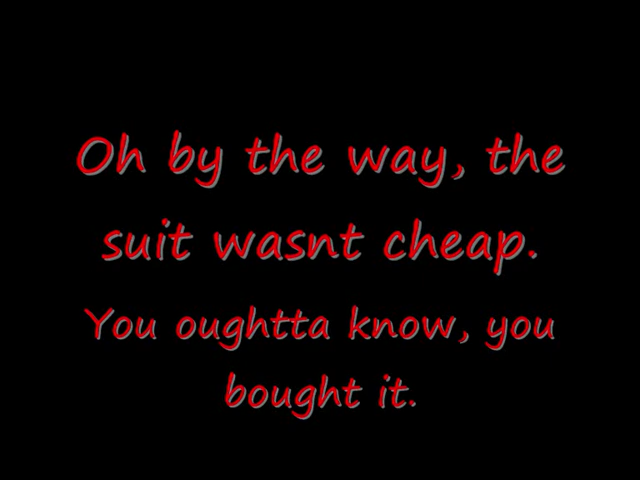 Oh by the way, the
suit wasnt cheap.
You oughtta know, you
bought it.